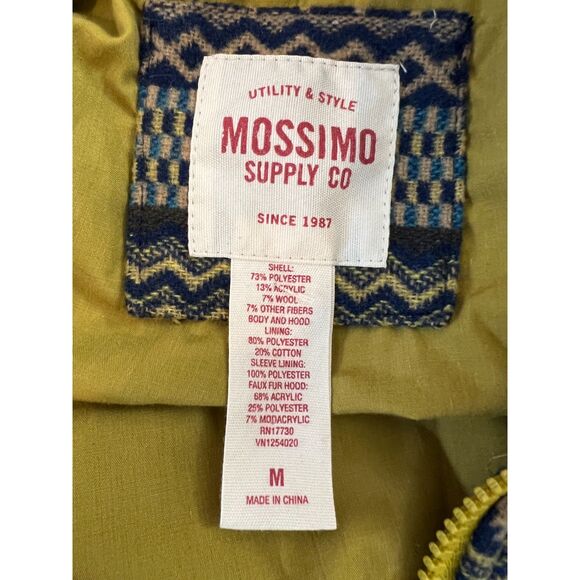 UTILITY & STYLE
MOSSIMO
SUPPLY CO
SINCE 1987
SHELL:
73% POLYESTER
13% ACRYLIC
7% WOOL
7% OTHER FIBERS
BODY AND HOOD
LINING:
80% POLYESTER
20% COTTON
SLEEVE LINING:
100% POLYESTER
FAUX FUR HOOD:
68% ACRYLIC
25% POLYESTER
7% MODACRYLIC
RN17730
VN1254020
M
MADE IN CHINA